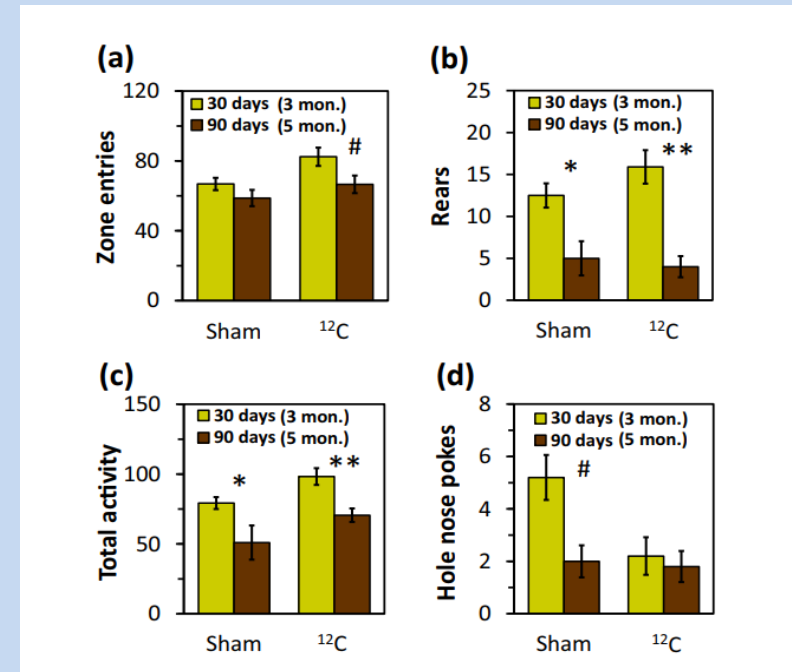 (a)
Zone entries
120
80
40
0
30 days (3 mon.)
90 days (5 mon.)
#
Sham
¹²C
(b)
Rears
25
20
15
10
5
0
30 days (3 mon.)
90 days (5 mon.)
*
**
Sham
¹²C
(c)
Total activity
150
100
50
0
30 days (3 mon.)
90 days (5 mon.)
*
**
Sham
¹²C
(d)
Hole nose pokes
8
6
4
2
0
30 days (3 mon.)
90 days (5 mon.)
#
Sham
¹²C